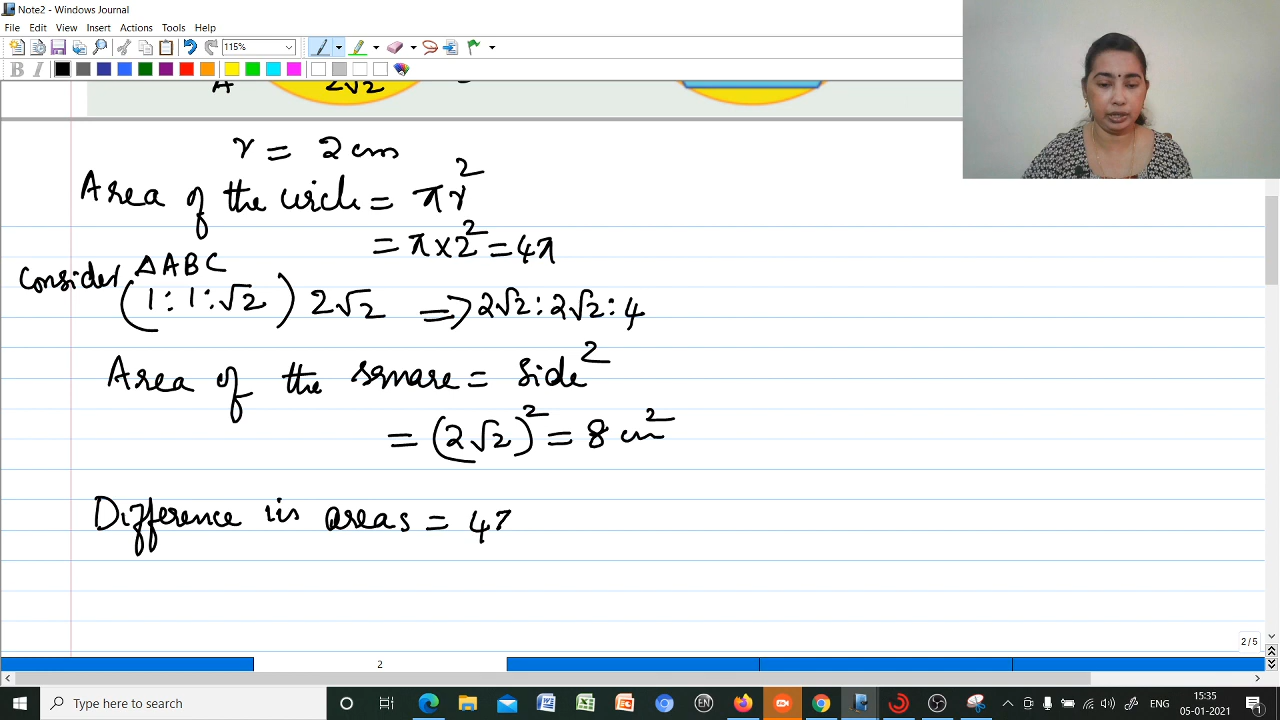 Note2 - Windows Journal
File Edit View Insert Actions Tools Help
115%
B I
A 2√2
r = 2 cm
Area of the circle = πr²
= π×2² = 4π
Consider ΔABC
(1:1:√2) 2√2 ⇒ 2√2:2√2:4
Area of the square = Side²
= (2√2)² = 8 cm²
Difference in areas = 4
2/5
2
Type here to search
ENG
15:35
05-01-2021